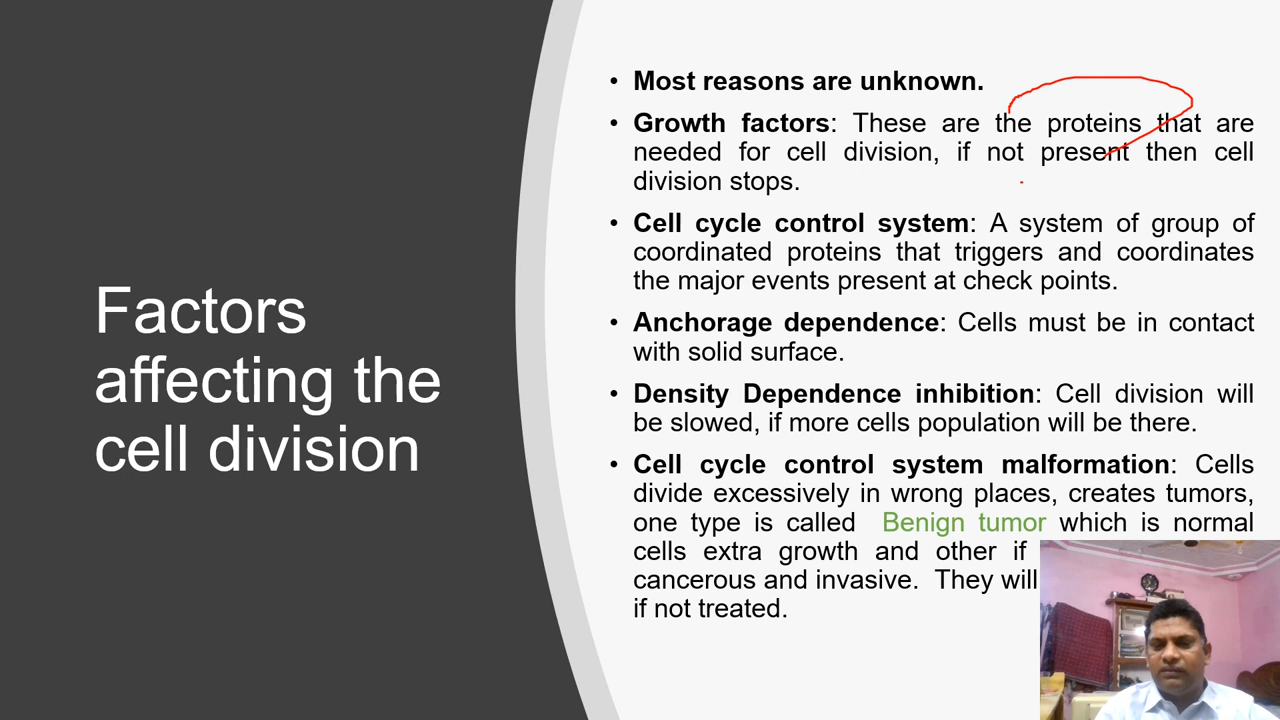 Factors
affecting the
cell division
• Most reasons are unknown.
• Growth factors: These are the proteins that are
needed for cell division, if not present then cell
division stops.
• Cell cycle control system: A system of group of
coordinated proteins that triggers and coordinates
the major events present at check points.
• Anchorage dependence: Cells must be in contact
with solid surface.
• Density Dependence inhibition: Cell division will
be slowed, if more cells population will be there.
• Cell cycle control system malformation: Cells
divide excessively in wrong places, creates tumors,
one type is called Benign tumor which is normal
cells extra growth and other if
cancerous and invasive. They will
if not treated.